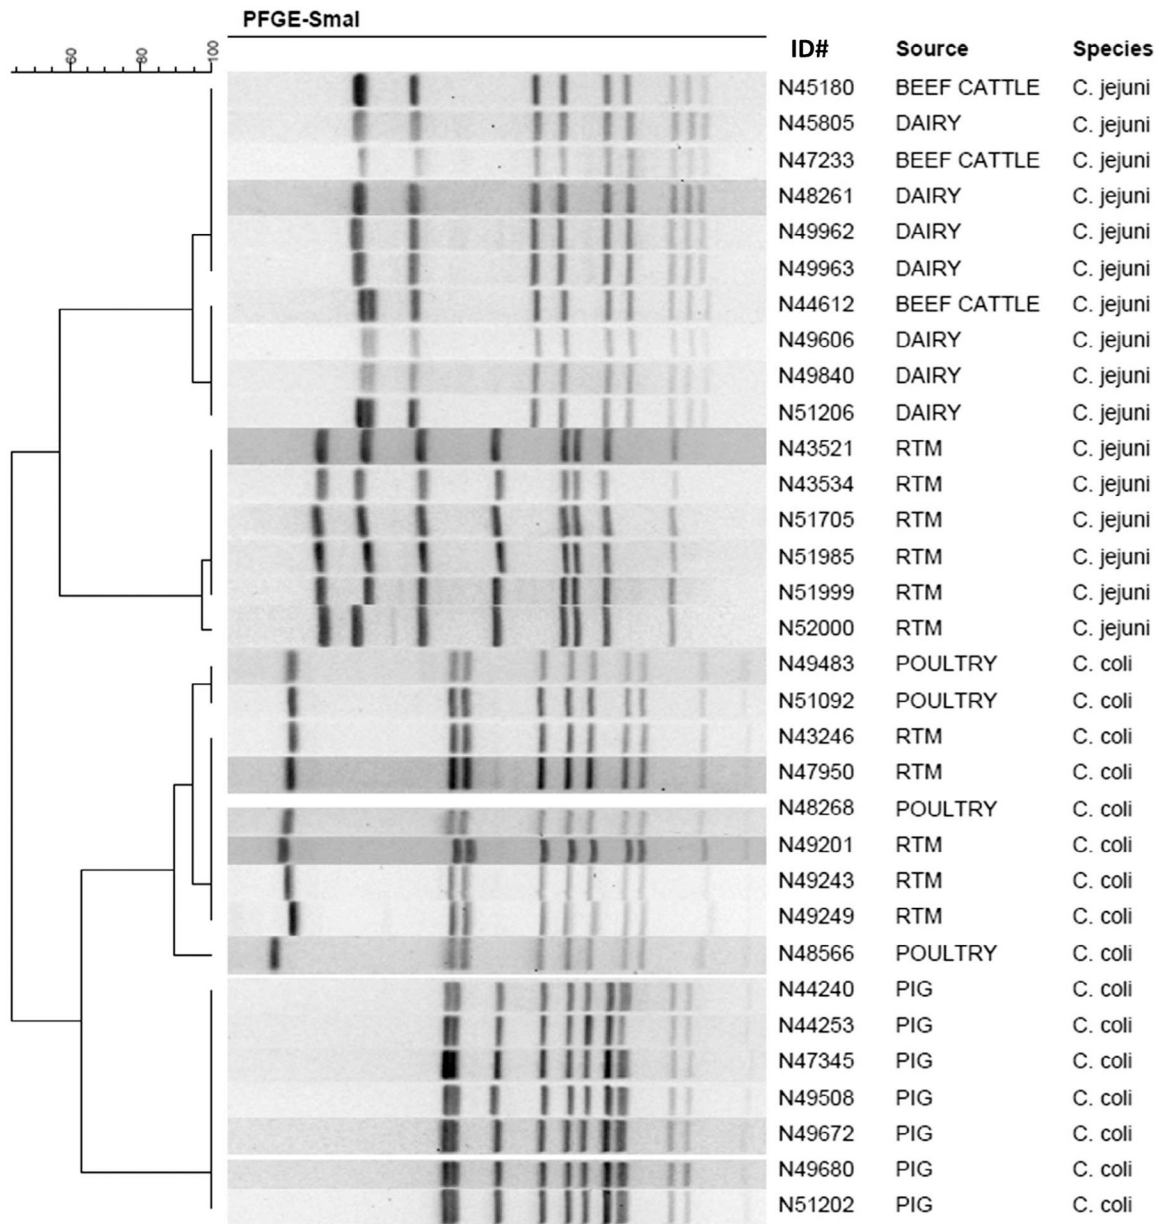 PFGE-SmaI
60 80 100
ID# Source Species
N45180 BEEF CATTLE C. jejuni
N45805 DAIRY C. jejuni
N47233 BEEF CATTLE C. jejuni
N48261 DAIRY C. jejuni
N49962 DAIRY C. jejuni
N49963 DAIRY C. jejuni
N44612 BEEF CATTLE C. jejuni
N49606 DAIRY C. jejuni
N49840 DAIRY C. jejuni
N51206 DAIRY C. jejuni
N43521 RTM C. jejuni
N43534 RTM C. jejuni
N51705 RTM C. jejuni
N51985 RTM C. jejuni
N51999 RTM C. jejuni
N52000 RTM C. jejuni
N49483 POULTRY C. coli
N51092 POULTRY C. coli
N43246 RTM C. coli
N47950 RTM C. coli
N48268 POULTRY C. coli
N49201 RTM C. coli
N49243 RTM C. coli
N49249 RTM C. coli
N48566 POULTRY C. coli
N44240 PIG C. coli
N44253 PIG C. coli
N47345 PIG C. coli
N49508 PIG C. coli
N49672 PIG C. coli
N49680 PIG C. coli
N51202 PIG C. coli